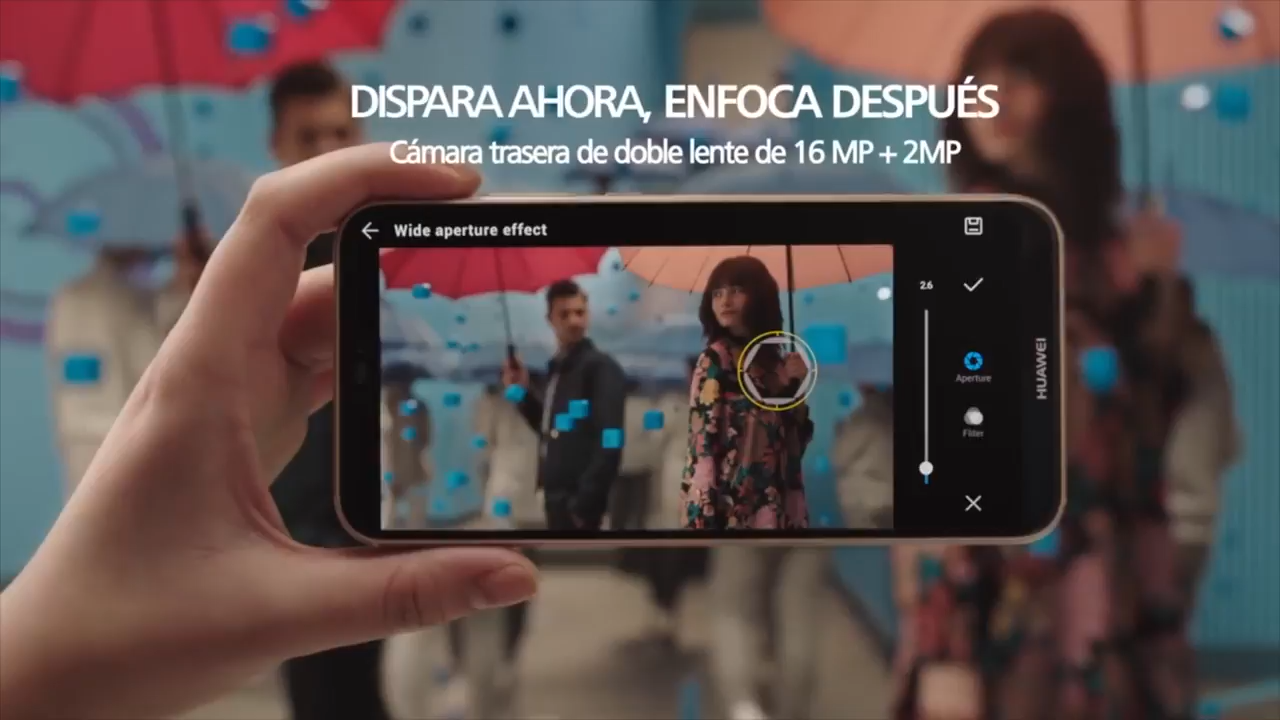 DISPARA AHORA, ENFOCA DESPUÉS
Cámara trasera de doble lente de 16 MP + 2MP
Wide aperture effect
2.6
Aperture
Filter
HUAWEI